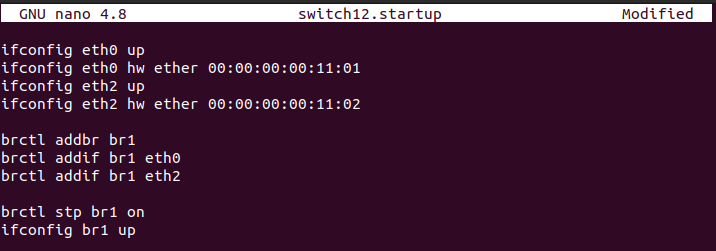 GNU nano 4.8 switch12.startup Modified
ifconfig eth0 up
ifconfig eth0 hw ether 00:00:00:00:11:01
ifconfig eth2 up
ifconfig eth2 hw ether 00:00:00:00:11:02
brctl addbr br1
brctl addif br1 eth0
brctl addif br1 eth2
brctl stp br1 on
ifconfig br1 up